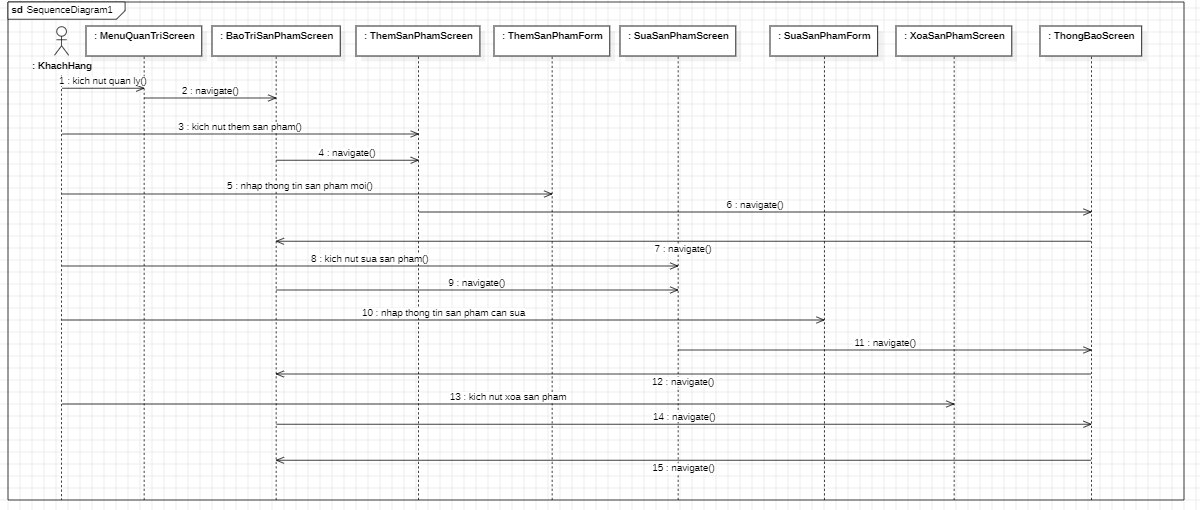 sd SequenceDiagram1
: MenuQuanTriScreen
: BaoTriSanPhamScreen
: ThemSanPhamScreen
: ThemSanPhamForm
: SuaSanPhamScreen
: SuaSanPhamForm
: XoaSanPhamScreen
: ThongBaoScreen
: KhachHang
1 : kich nut quan ly()
2 : navigate()
3 : kich nut them san pham()
4 : navigate()
5 : nhap thong tin san pham moi()
6 : navigate()
7 : navigate()
8 : kich nut sua san pham()
9 : navigate()
10 : nhap thong tin san pham can sua
11 : navigate()
12 : navigate()
13 : kich nut xoa san pham
14 : navigate()
15 : navigate()